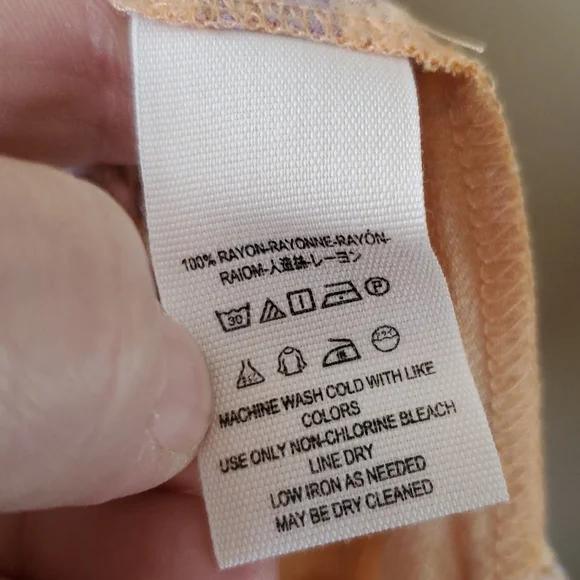 100% RAYON-RAYONNE-RAYÓN-
RAIOM-人造絲-レーヨン
30 P
MACHINE WASH COLD WITH LIKE
COLORS
USE ONLY NON-CHLORINE BLEACH
LINE DRY
LOW IRON AS NEEDED
MAY BE DRY CLEANED